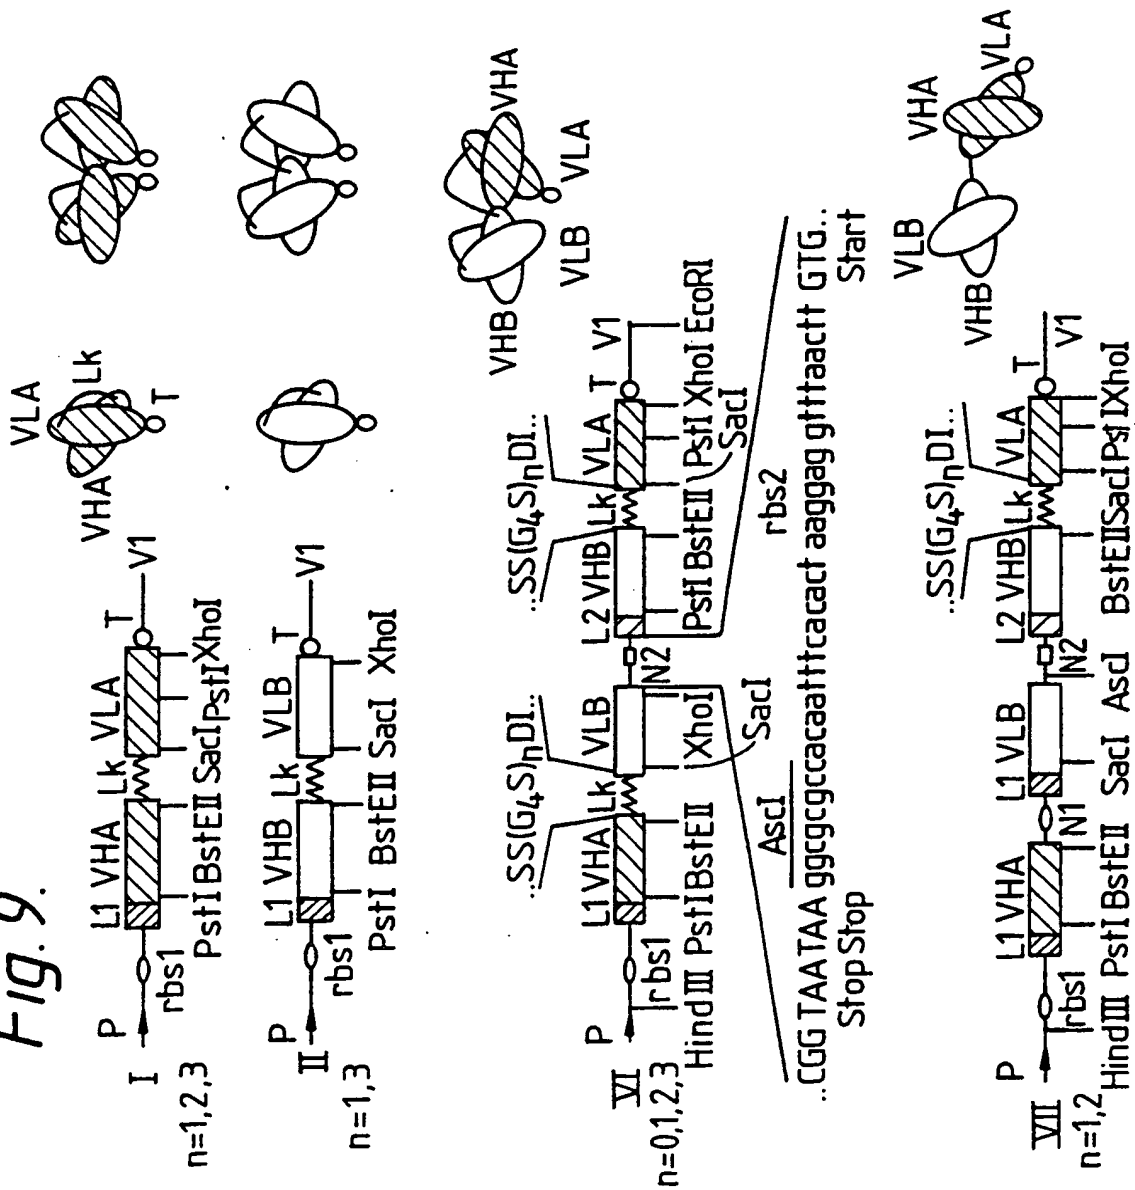 Fig. 9.
I
n=1,2,3
P
rbs1
L1 VHA Lk VLA T V1
PstI BstEII SacI PstI XhoI
VHA
VLA
Lk
T
II
n=1,3
P
rbs1
L1 VHB Lk VLB T V1
PstI BstEII SacI XhoI
VI
n=0,1,2,3
P
rbs1
..SS(G4S)nDI..
..SS(G4S)nDI..
L1 VHA Lk VLB N2 L2 VHB Lk VLA T V1
HindIII PstI BstEII XhoI PstI BstEII PstI XhoI EcoRI
SacI
SacI
VHB
VLB
VLA
VHA
AscI
rbs2
..CGG TAATAA ggcgcgccacaatttcacact aaggag gtttaactt GTG..
Stop Stop
Start
VII
n=1,2
P
rbs1
..SS(G4S)nDI..
L1 VHA N1 L1 VLB N2 L2 VHB Lk VLA T V1
HindIII PstI BstEII SacI AscI BstEII SacI PstI XhoI
VHB
VLB
VHA
VLA